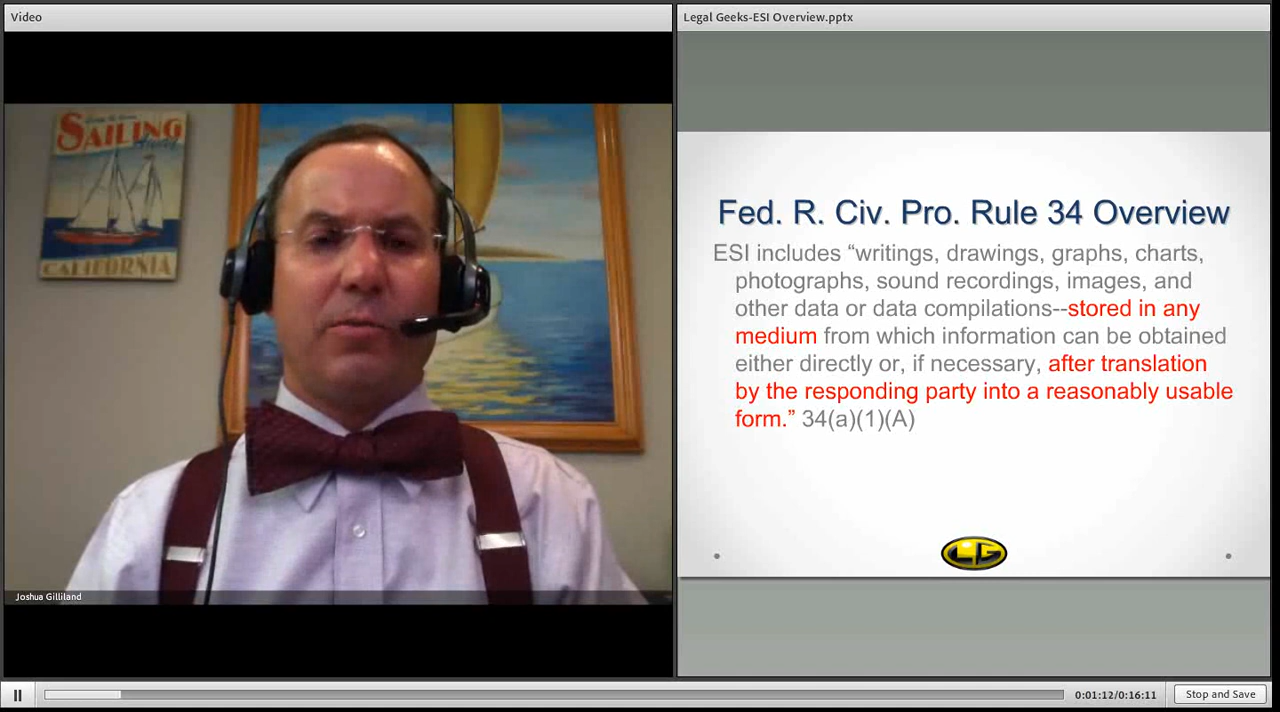 Video
Legal Geeks-ESI Overview.pptx
SAILING
CALIFORNIA
Fed. R. Civ. Pro. Rule 34 Overview
ESI includes “writings, drawings, graphs, charts,
photographs, sound recordings, images, and
other data or data compilations--stored in any
medium from which information can be obtained
either directly or, if necessary, after translation
by the responding party into a reasonably usable
form.” 34(a)(1)(A)
LG
Joshua Gilliland
0:01:12/0:16:11
Stop and Save